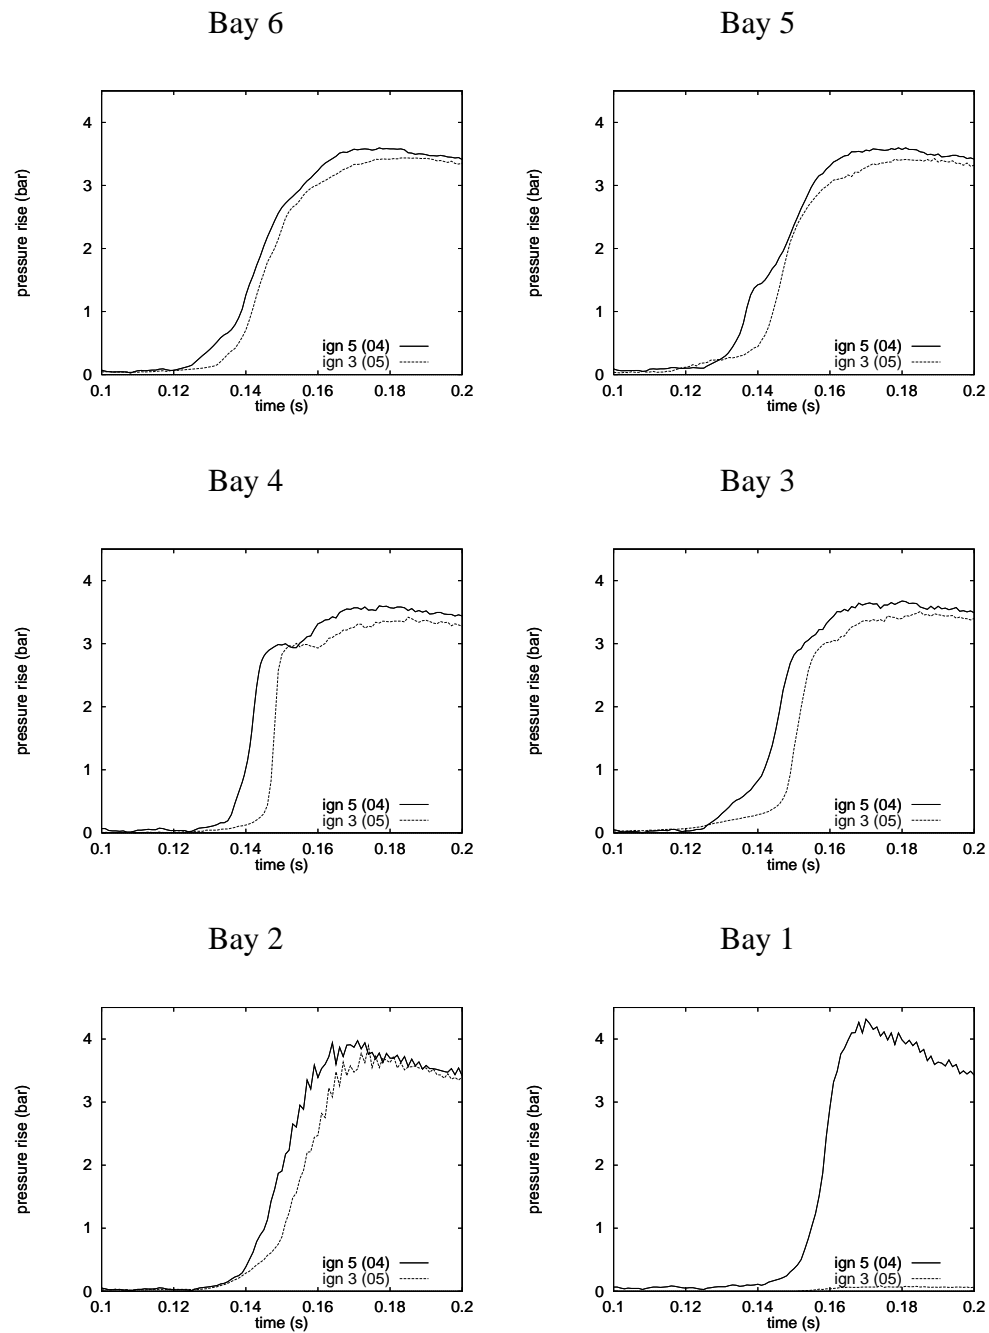 Bay 6
Bay 5
pressure rise (bar)
4
3
2
1
0
ign 5 (04)
ign 3 (05)
0.1 0.12 0.14 0.16 0.18 0.2
time (s)
pressure rise (bar)
4
3
2
1
0
ign 5 (04)
ign 3 (05)
0.1 0.12 0.14 0.16 0.18 0.2
time (s)
Bay 4
Bay 3
pressure rise (bar)
4
3
2
1
0
ign 5 (04)
ign 3 (05)
0.1 0.12 0.14 0.16 0.18 0.2
time (s)
pressure rise (bar)
4
3
2
1
0
ign 5 (04)
ign 3 (05)
0.1 0.12 0.14 0.16 0.18 0.2
time (s)
Bay 2
Bay 1
pressure rise (bar)
4
3
2
1
0
ign 5 (04)
ign 3 (05)
0.1 0.12 0.14 0.16 0.18 0.2
time (s)
pressure rise (bar)
4
3
2
1
0
ign 5 (04)
ign 3 (05)
0.1 0.12 0.14 0.16 0.18 0.2
time (s)